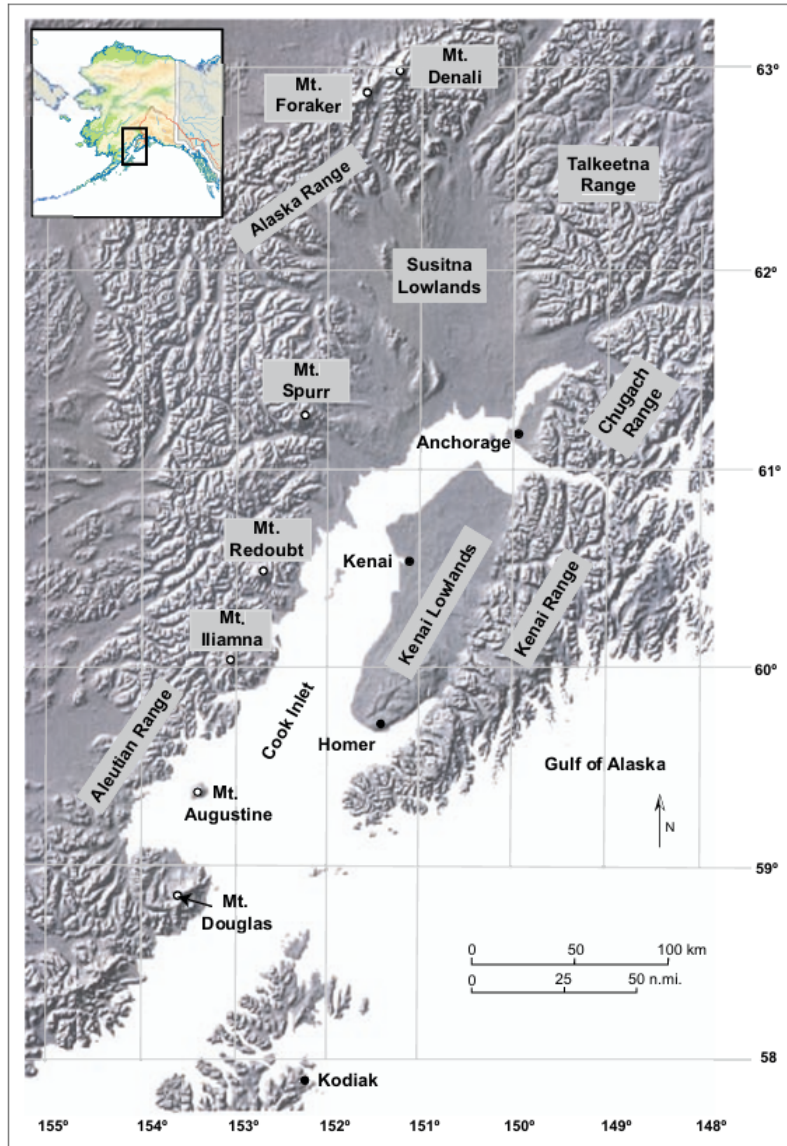 Mt.
Denali
63°
Mt.
Foraker
Talkeetna
Range
Alaska Range
Susitna
Lowlands
62°
Mt.
Spurr
Chugach
Range
Anchorage
61°
Mt.
Redoubt
Kenai
Kenai Lowlands
Kenai Range
Mt.
Iliamna
60°
Aleutian Range
Cook Inlet
Homer
Gulf of Alaska
Mt.
Augustine
N
59°
Mt.
Douglas
0 50 100 km
0 25 50 n.mi.
58
Kodiak
155° 154° 153° 152° 151° 150° 149° 148°